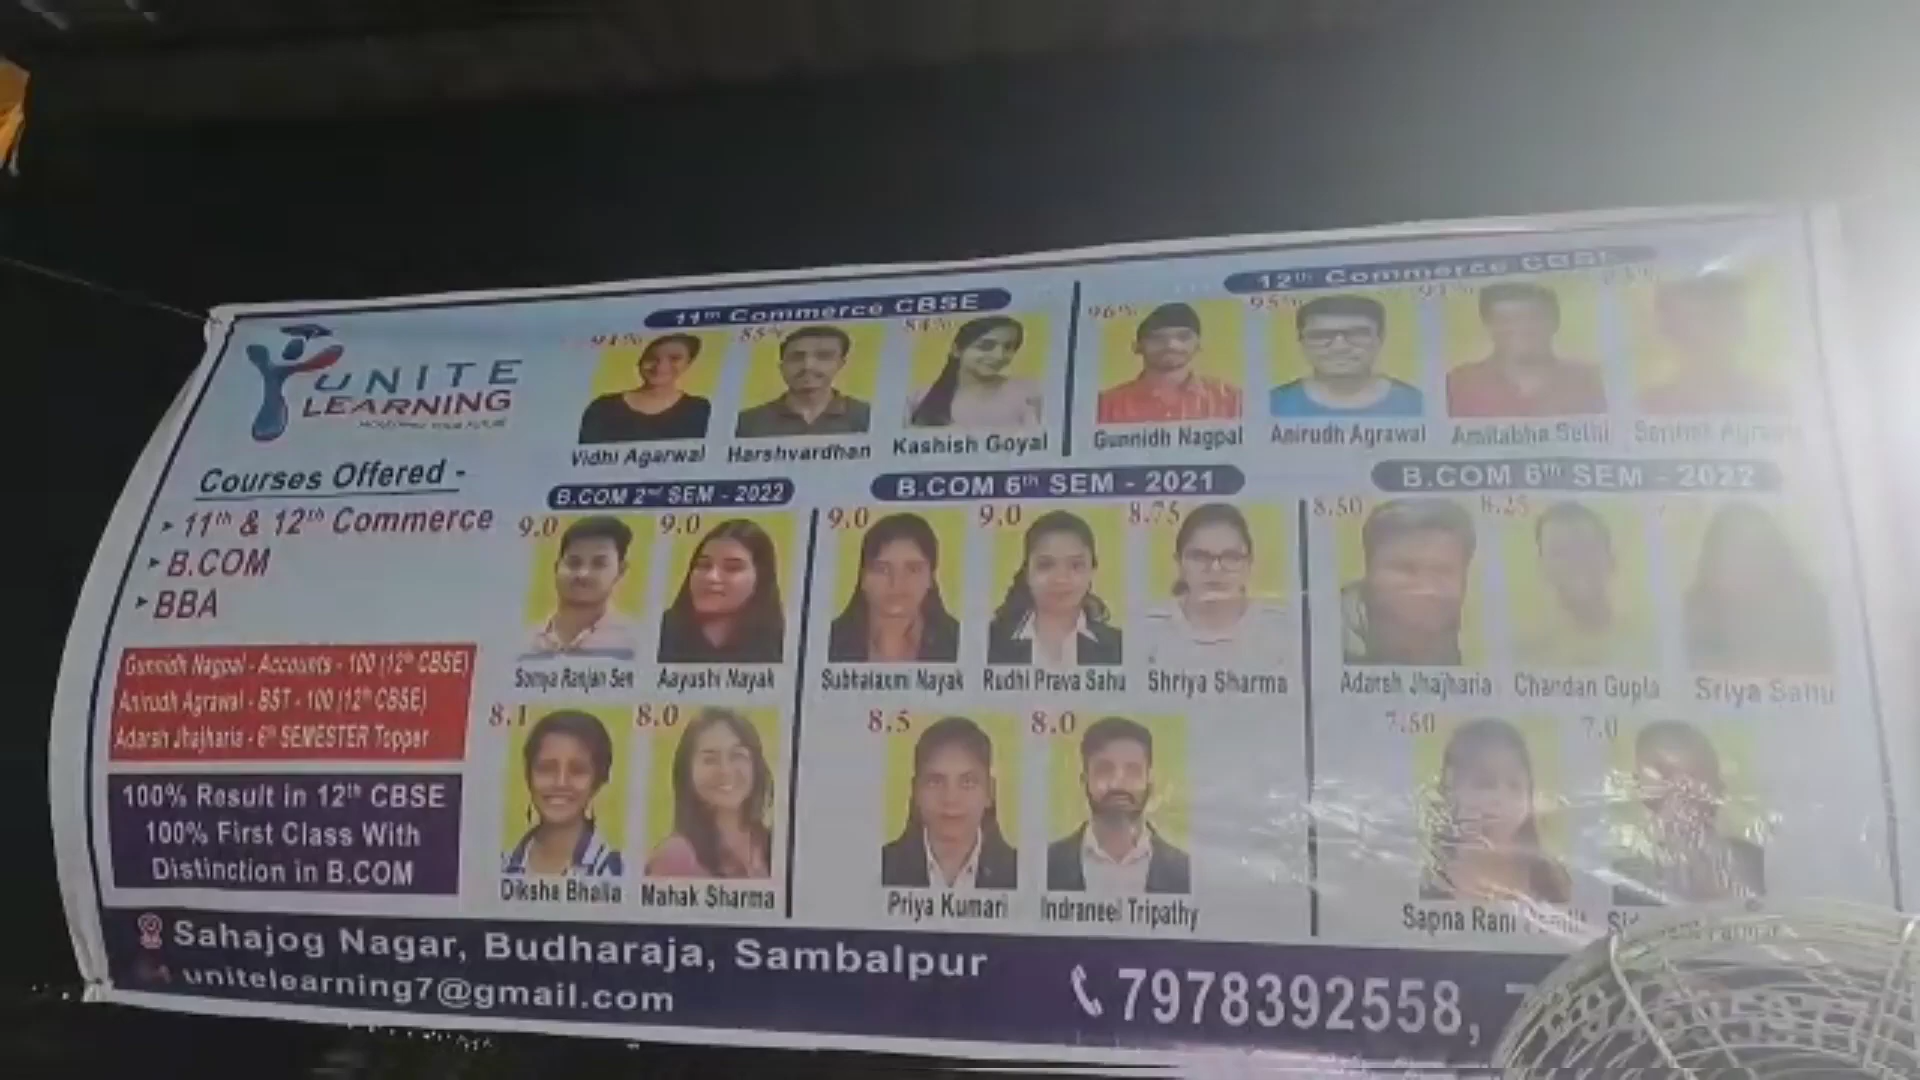 UNITE
LEARNING
Courses Offered -
11th & 12th Commerce
B.COM
BBA
Gunnidh Nagpal - Accounts - 100 (12th CBSE)
Anirudh Agrawal - BST - 100 (12th CBSE)
Adarsh Jhajharia - 6th SEMESTER Topper
100% Result in 12th CBSE
100% First Class With
Distinction in B.COM
11th Commerce CBSE
85%
Vidhi Agarwal Harshvardhan Kashish Goyal
12th Commerce CBSE
96% 95%
Gunnidh Nagpal Anirudh Agrawal Amitabha Sethi
B.COM 2nd SEM - 2022
9.0 9.0
Somya Ranjan Sen Aayushi Nayak
8.1 8.0
Diksha Bhalla Mahak Sharma
B.COM 6th SEM - 2021
9.0 9.0 8.75
Subhalaxmi Nayak Rudhi Prava Sahu Shriya Sharma
8.5 8.0
Priya Kumari Indraneel Tripathy
B.COM 6th SEM - 2022
8.50 8.25
Adarsh Jhajharia Chandan Gupta Sriya Sahu
7.50 7.0
Sapna Rani
Sahajog Nagar, Budharaja, Sambalpur
unitelearning7@gmail.com
7978392558,